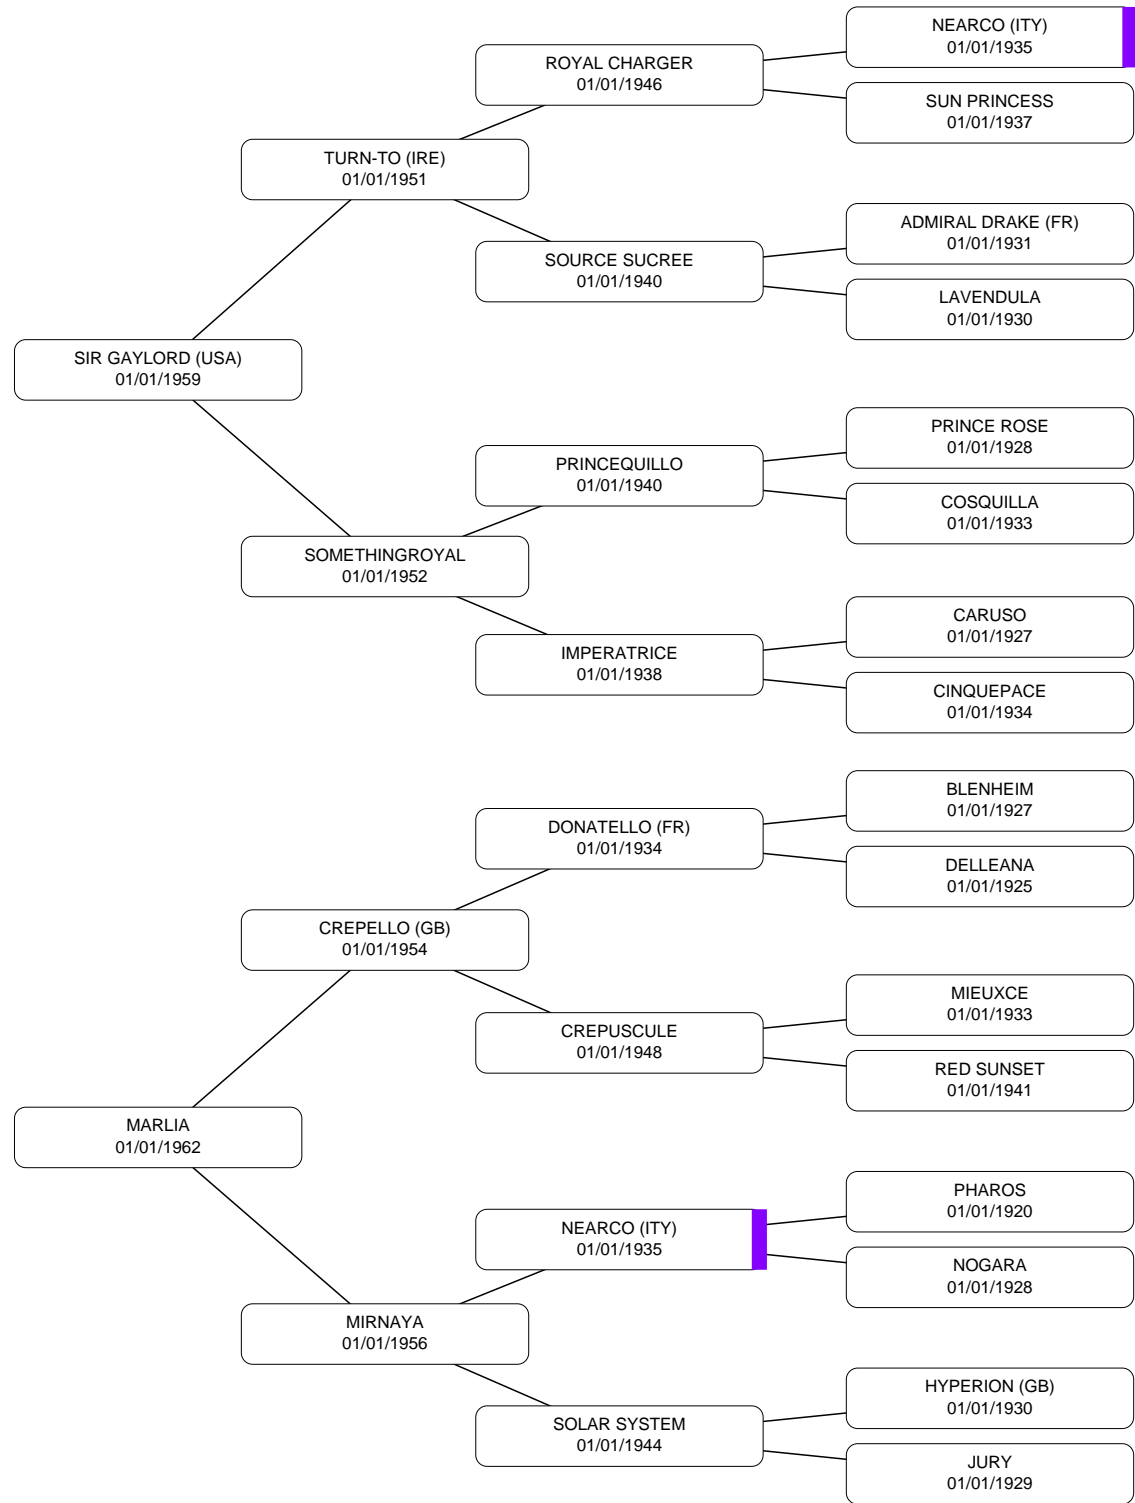 NEARCO (ITY)
01/01/1935
ROYAL CHARGER
01/01/1946
SUN PRINCESS
01/01/1937
TURN-TO (IRE)
01/01/1951
ADMIRAL DRAKE (FR)
01/01/1931
SOURCE SUCREE
01/01/1940
LAVENDULA
01/01/1930
SIR GAYLORD (USA)
01/01/1959
PRINCE ROSE
01/01/1928
PRINCEQUILLO
01/01/1940
COSQUILLA
01/01/1933
SOMETHINGROYAL
01/01/1952
CARUSO
01/01/1927
IMPERATRICE
01/01/1938
CINQUEPACE
01/01/1934
BLENHEIM
01/01/1927
DONATELLO (FR)
01/01/1934
DELLEANA
01/01/1925
CREPELLO (GB)
01/01/1954
MIEUXCE
01/01/1933
CREPUSCULE
01/01/1948
RED SUNSET
01/01/1941
MARLIA
01/01/1962
PHAROS
01/01/1920
NEARCO (ITY)
01/01/1935
NOGARA
01/01/1928
MIRNAYA
01/01/1956
HYPERION (GB)
01/01/1930
SOLAR SYSTEM
01/01/1944
JURY
01/01/1929